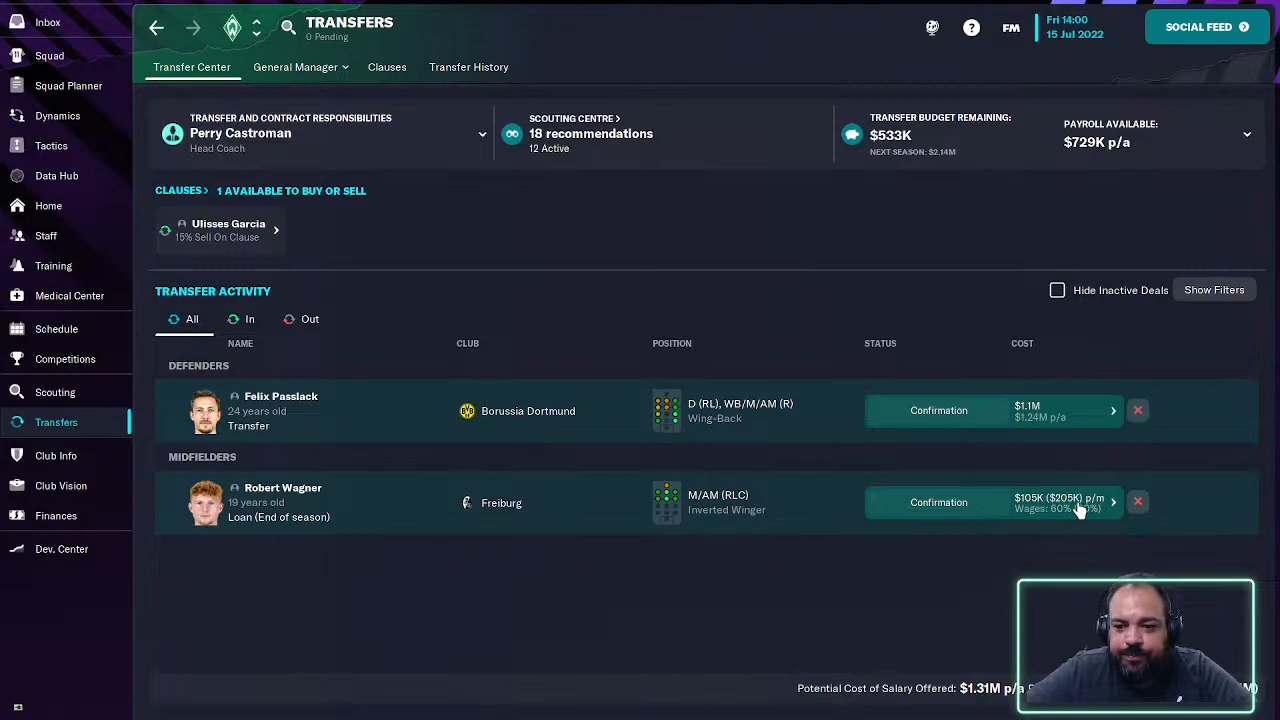 Inbox
Squad
Squad Planner
Dynamics
Tactics
Data Hub
Home
Staff
Training
Medical Center
Schedule
Competitions
Scouting
Transfers
Club Info
Club Vision
Finances
Dev. Center
TRANSFERS
0 Pending
FM
Fri 14:00
15 Jul 2022
SOCIAL FEED
Transfer Center
General Manager
Clauses
Transfer History
TRANSFER AND CONTRACT RESPONSIBILITIES
Perry Castroman
Head Coach
SCOUTING CENTRE >
18 recommendations
12 Active
TRANSFER BUDGET REMAINING:
$533K
NEXT SEASON: $2.14M
PAYROLL AVAILABLE:
$729K p/a
CLAUSES > 1 AVAILABLE TO BUY OR SELL
Ulisses Garcia
15% Sell On Clause
TRANSFER ACTIVITY
Hide Inactive Deals
Show Filters
All
In
Out
NAME CLUB POSITION STATUS COST
DEFENDERS
Felix Passlack
24 years old
Transfer
Borussia Dortmund
D (RL), WB/M/AM (R)
Wing-Back
Confirmation
$1.1M
$1.24M p/a
MIDFIELDERS
Robert Wagner
19 years old
Loan (End of season)
Freiburg
M/AM (RLC)
Inverted Winger
Confirmation
$105K ($205K) p/m
Wages: 60%
Potential Cost of Salary Offered: $1.31M p/a